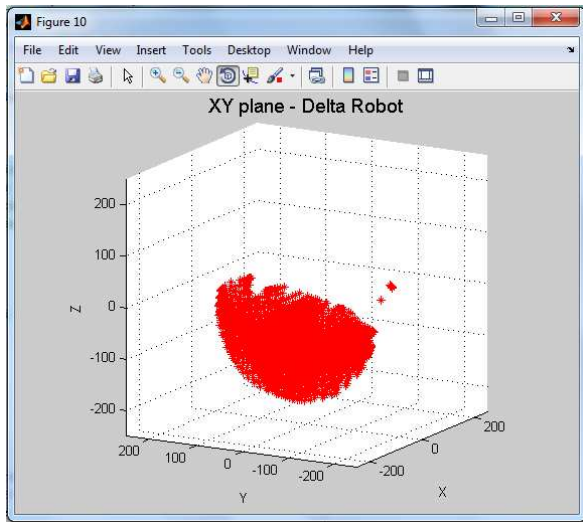 Figure 10
File Edit View Insert Tools Desktop Window Help
XY plane - Delta Robot
200
100
0
-100
-200
Z
200
100
0
-100
-200
Y
-200
0
200
X